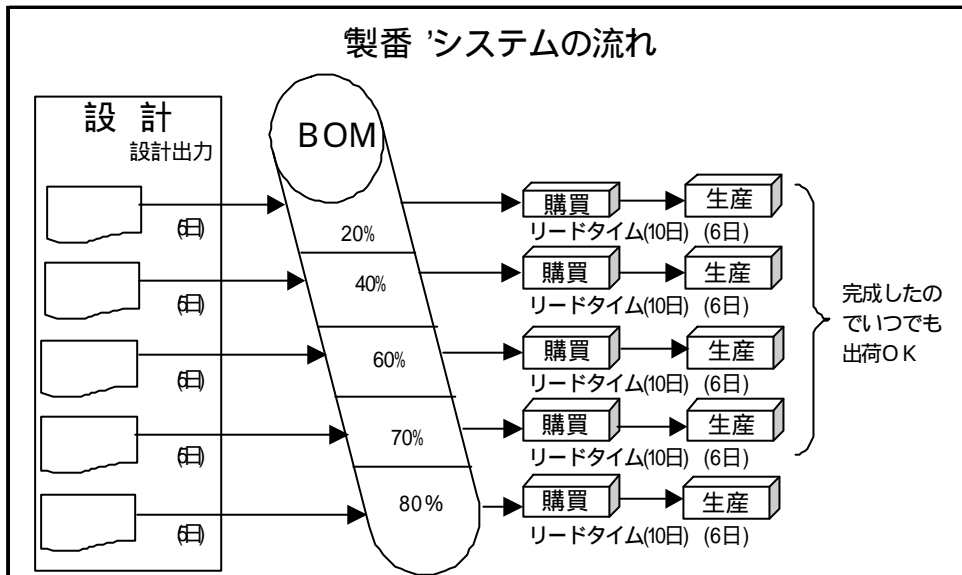 ‘製番 ’システムの流れ
設 計
設計出力
BOM
20%
購買
生産
リードタイム(10日) (6日)
40%
購買
生産
リードタイム(10日) (6日)
60%
購買
生産
リードタイム(10日) (6日)
70%
購買
生産
リードタイム(10日) (6日)
80%
購買
生産
リードタイム(10日) (6日)
完成したの
でいつでも
出荷OK